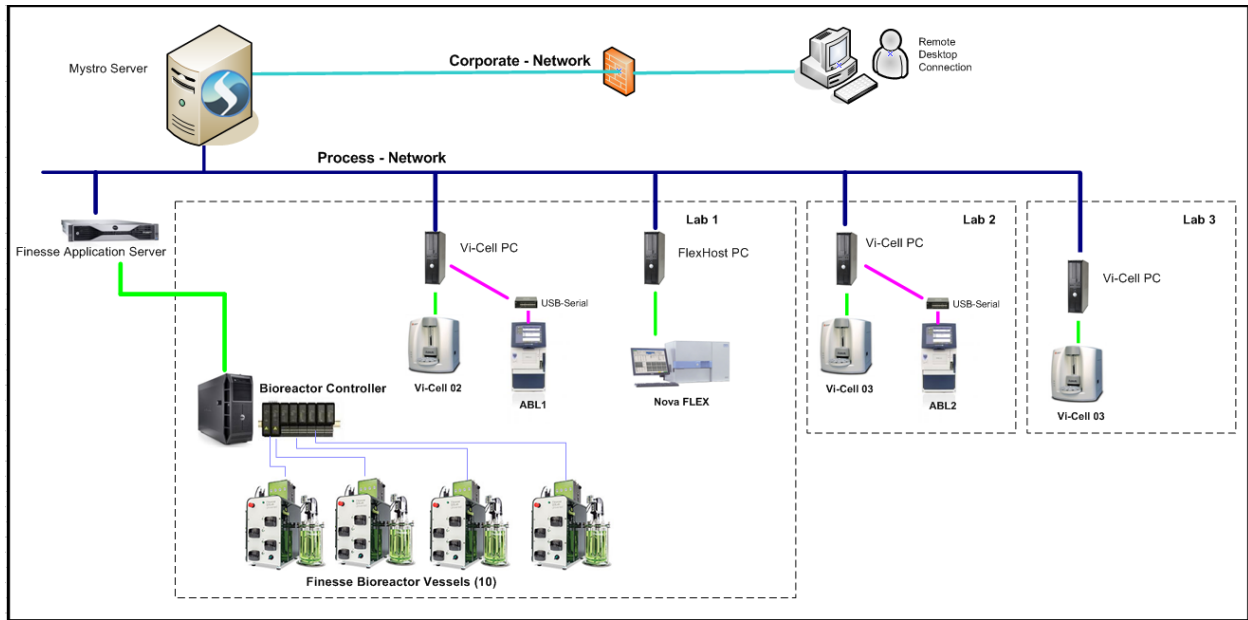 Mystro Server
Corporate - Network
Remote
Desktop
Connection
Process - Network
Finesse Application Server
Lab 1
Vi-Cell PC
USB-Serial
Vi-Cell 02
ABL1
FlexHost PC
Nova FLEX
Bioreactor Controller
Finesse Bioreactor Vessels (10)
Lab 2
Vi-Cell PC
USB-Serial
Vi-Cell 03
ABL2
Lab 3
Vi-Cell PC
Vi-Cell 03